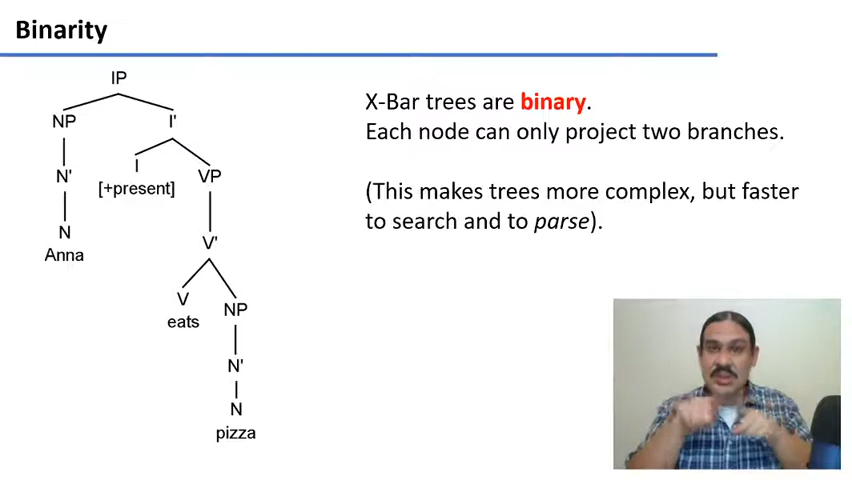 Binarity
IP
NP I'
N' I VP
[+present]
N V'
Anna
V NP
eats
N'
N
pizza
X-Bar trees are binary.
Each node can only project two branches.
(This makes trees more complex, but faster
to search and to parse).